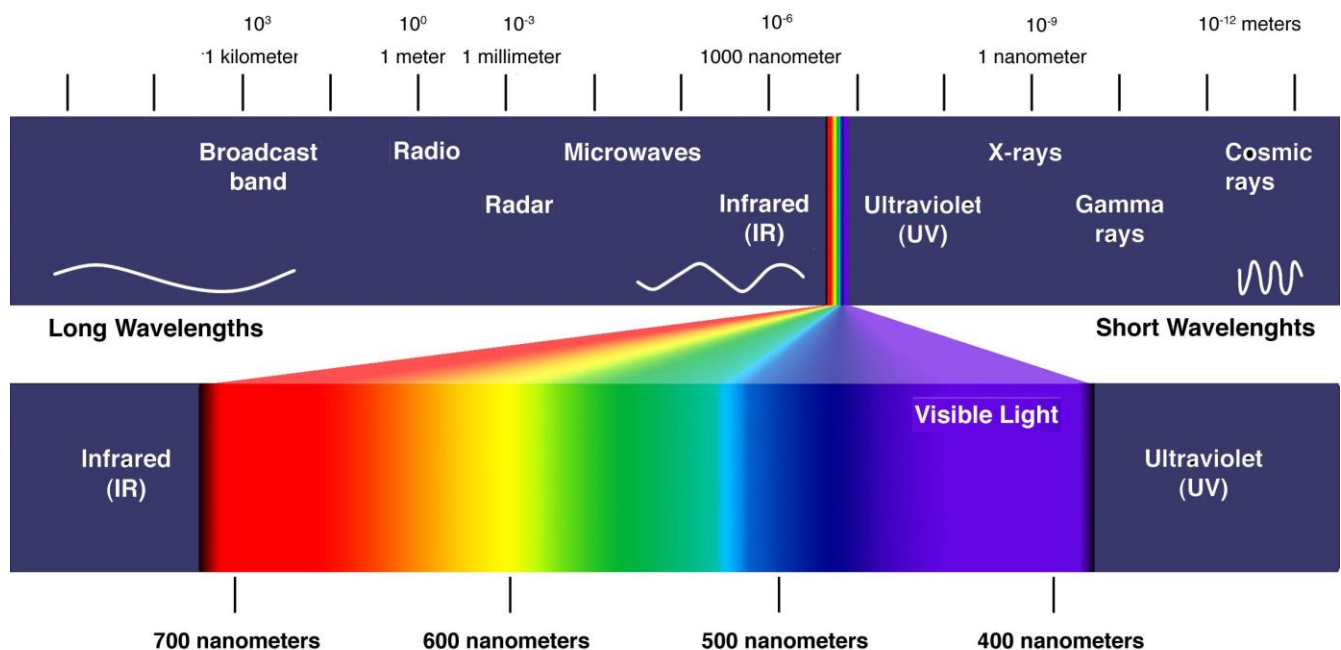 10³ 10⁰ 10⁻³ 10⁻⁶ 10⁻⁹ 10⁻¹² meters
1 kilometer 1 meter 1 millimeter 1000 nanometer 1 nanometer
Broadcast
band
Radio
Radar
Microwaves
Infrared
(IR)
Ultraviolet
(UV)
X-rays
Gamma
rays
Cosmic
rays
Long Wavelengths
Short Wavelenghts
Visible Light
Infrared
(IR)
Ultraviolet
(UV)
700 nanometers 600 nanometers 500 nanometers 400 nanometers